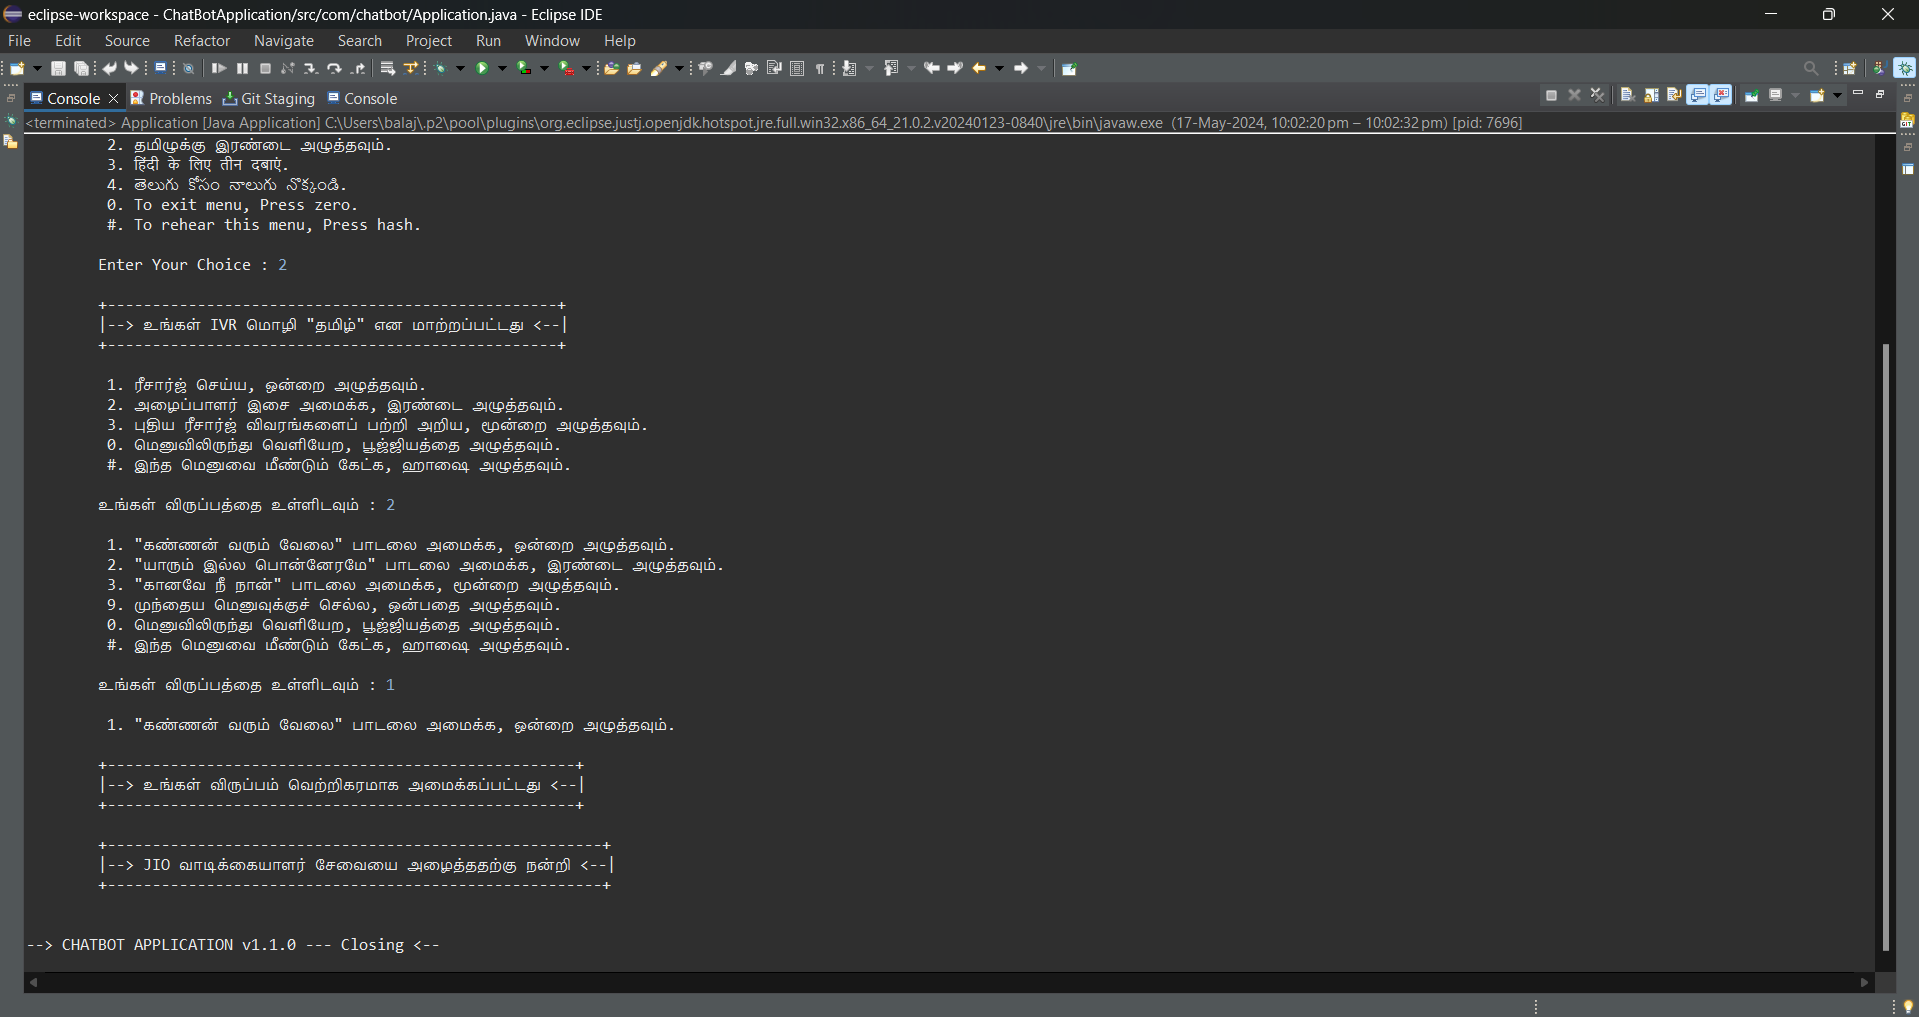 eclipse-workspace - ChatBotApplication/src/com/chatbot/Application.java - Eclipse IDE
File Edit Source Refactor Navigate Search Project Run Window Help
Console Problems Git Staging Console
<terminated> Application [Java Application] C:\Users\balaj\.p2\pool\plugins\org.eclipse.justj.openjdk.hotspot.jre.full.win32.x86_64_21.0.2.v20240123-0840\jre\bin\javaw.exe (17-May-2024, 10:02:20 pm – 10:02:32 pm) [pid: 7696]
2. தமிழுக்கு இரண்டை அழுத்தவும்.
3. हिंदी के लिए तीन दबाएं.
4. తెలుగు కోసం నాలుగు నొక్కండి.
0. To exit menu, Press zero.
#. To rehear this menu, Press hash.
Enter Your Choice : 2
+---------------------------------------------------+
|--> உங்கள் IVR மொழி "தமிழ்" என மாற்றப்பட்டது <--|
+---------------------------------------------------+
1. ரீசார்ஜ் செய்ய, ஒன்றை அழுத்தவும்.
2. அழைப்பாளர் இசை அமைக்க, இரண்டை அழுத்தவும்.
3. புதிய ரீசார்ஜ் விவரங்களைப் பற்றி அறிய, மூன்றை அழுத்தவும்.
0. மெனுவிலிருந்து வெளியேற, பூஜ்ஜியத்தை அழுத்தவும்.
#. இந்த மெனுவை மீண்டும் கேட்க, ஹாஷை அழுத்தவும்.
உங்கள் விருப்பத்தை உள்ளிடவும் : 2
1. "கண்ணன் வரும் வேலை" பாடலை அமைக்க, ஒன்றை அழுத்தவும்.
2. "யாரும் இல்ல பொன்னேரமே" பாடலை அமைக்க, இரண்டை அழுத்தவும்.
3. "கானவே நீ நான்" பாடலை அமைக்க, மூன்றை அழுத்தவும்.
9. முந்தைய மெனுவுக்குச் செல்ல, ஒன்பதை அழுத்தவும்.
0. மெனுவிலிருந்து வெளியேற, பூஜ்ஜியத்தை அழுத்தவும்.
#. இந்த மெனுவை மீண்டும் கேட்க, ஹாஷை அழுத்தவும்.
உங்கள் விருப்பத்தை உள்ளிடவும் : 1
1. "கண்ணன் வரும் வேலை" பாடலை அமைக்க, ஒன்றை அழுத்தவும்.
+-----------------------------------------------------+
|--> உங்கள் விருப்பம் வெற்றிகரமாக அமைக்கப்பட்டது <--|
+-----------------------------------------------------+
+--------------------------------------------------------+
|--> JIO வாடிக்கையாளர் சேவையை அழைத்ததற்கு நன்றி <--|
+--------------------------------------------------------+
--> CHATBOT APPLICATION v1.1.0 --- Closing <--